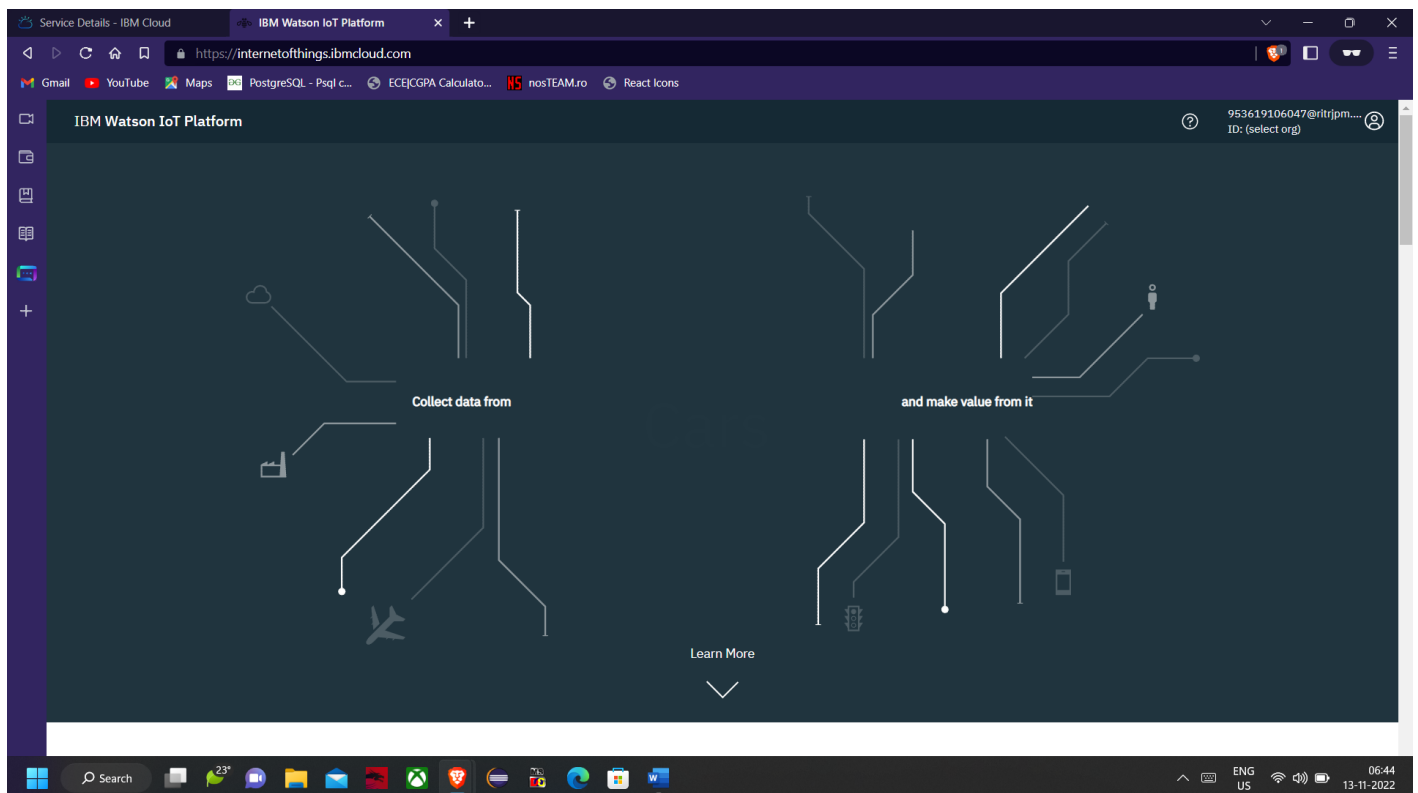 Service Details - IBM Cloud
IBM Watson IoT Platform
https://internetofthings.ibmcloud.com
Gmail
YouTube
Maps
PostgreSQL - Psql c...
ECE|CGPA Calculato...
nosTEAM.ro
React Icons
IBM Watson IoT Platform
953619106047@ritrjpm....
ID: (select org)
Collect data from
and make value from it
Learn More
23°
Search
ENG
US
06:44
13-11-2022